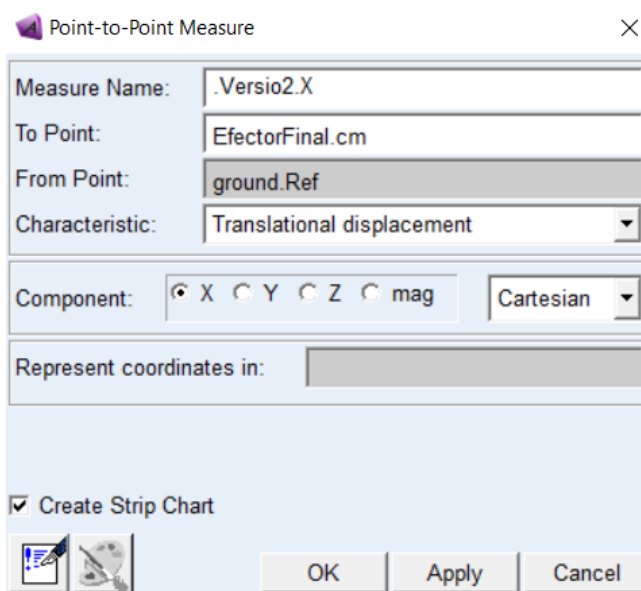 Point-to-Point Measure
Measure Name: .Versio2.X
To Point: EfectorFinal.cm
From Point: ground.Ref
Characteristic: Translational displacement
Component: X Y Z mag Cartesian
Represent coordinates in:
Create Strip Chart
OK Apply Cancel